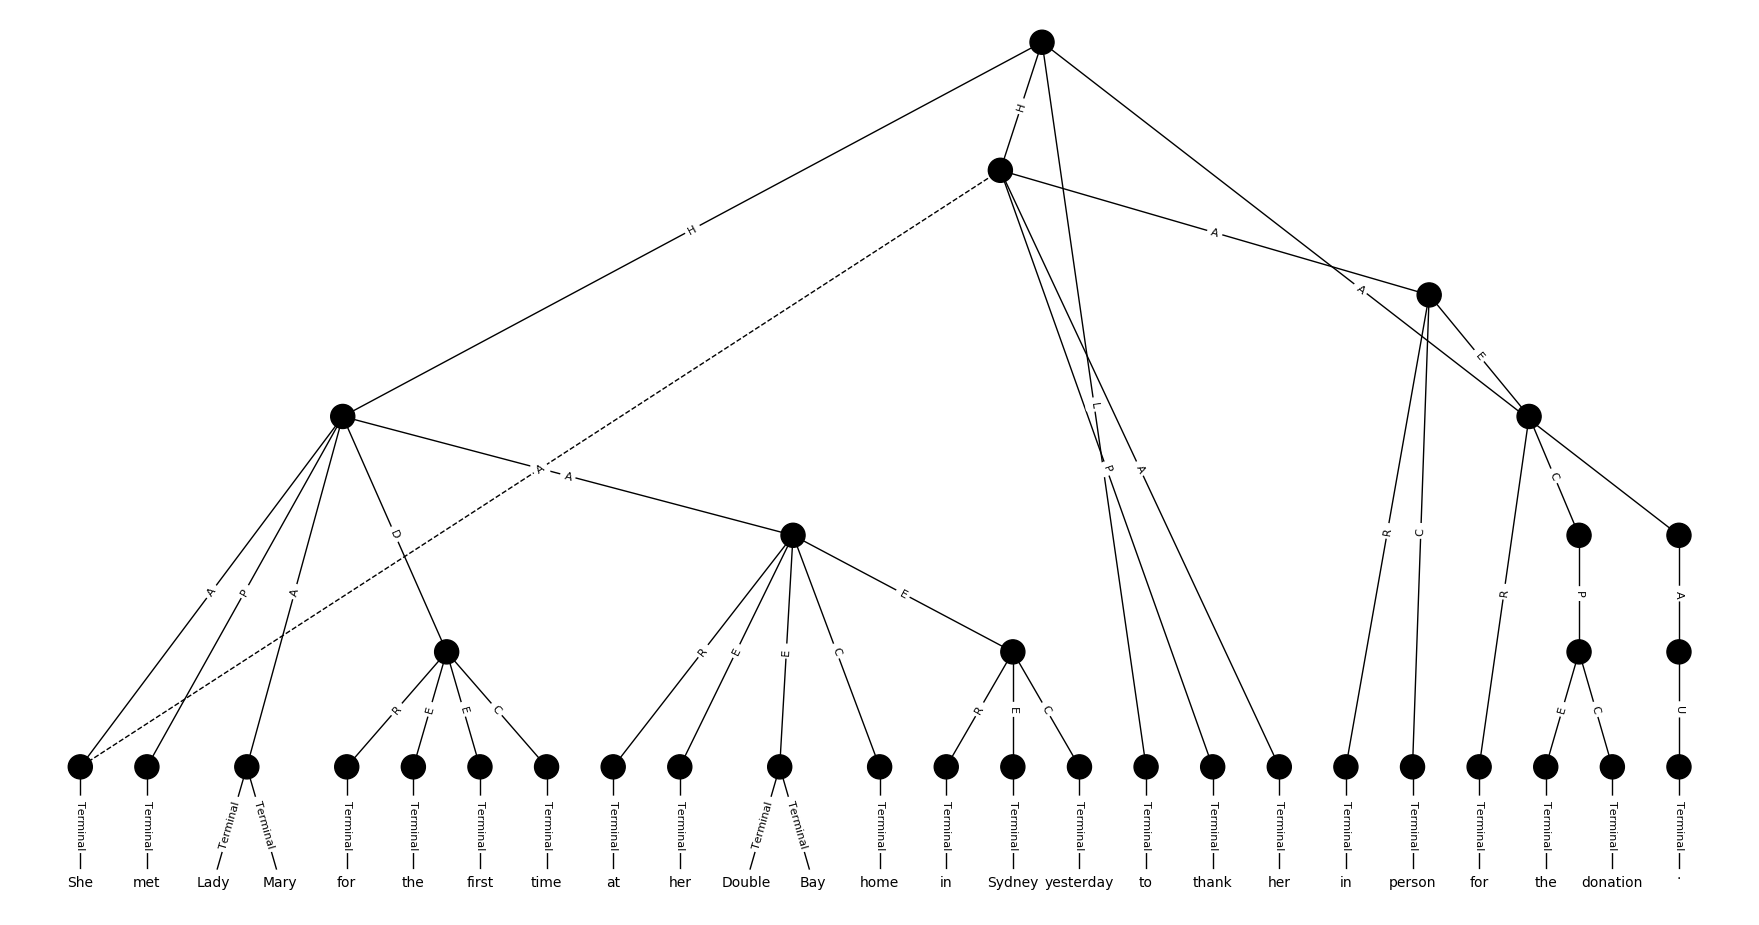 H
H
A
H
A
E
L
A
A
P
A
C
D
R
C
A
P
A
E
R
P
A
R
E
E
C
R
E
E
C
R
E
C
E
C
U
Terminal Terminal Terminal Terminal Terminal Terminal Terminal Terminal Terminal Terminal Terminal Terminal Terminal Terminal Terminal Terminal Terminal Terminal Terminal Terminal Terminal Terminal Terminal Terminal Terminal
She met Lady Mary for the first time at her Double Bay home in Sydney yesterday to thank her in person for the donation .